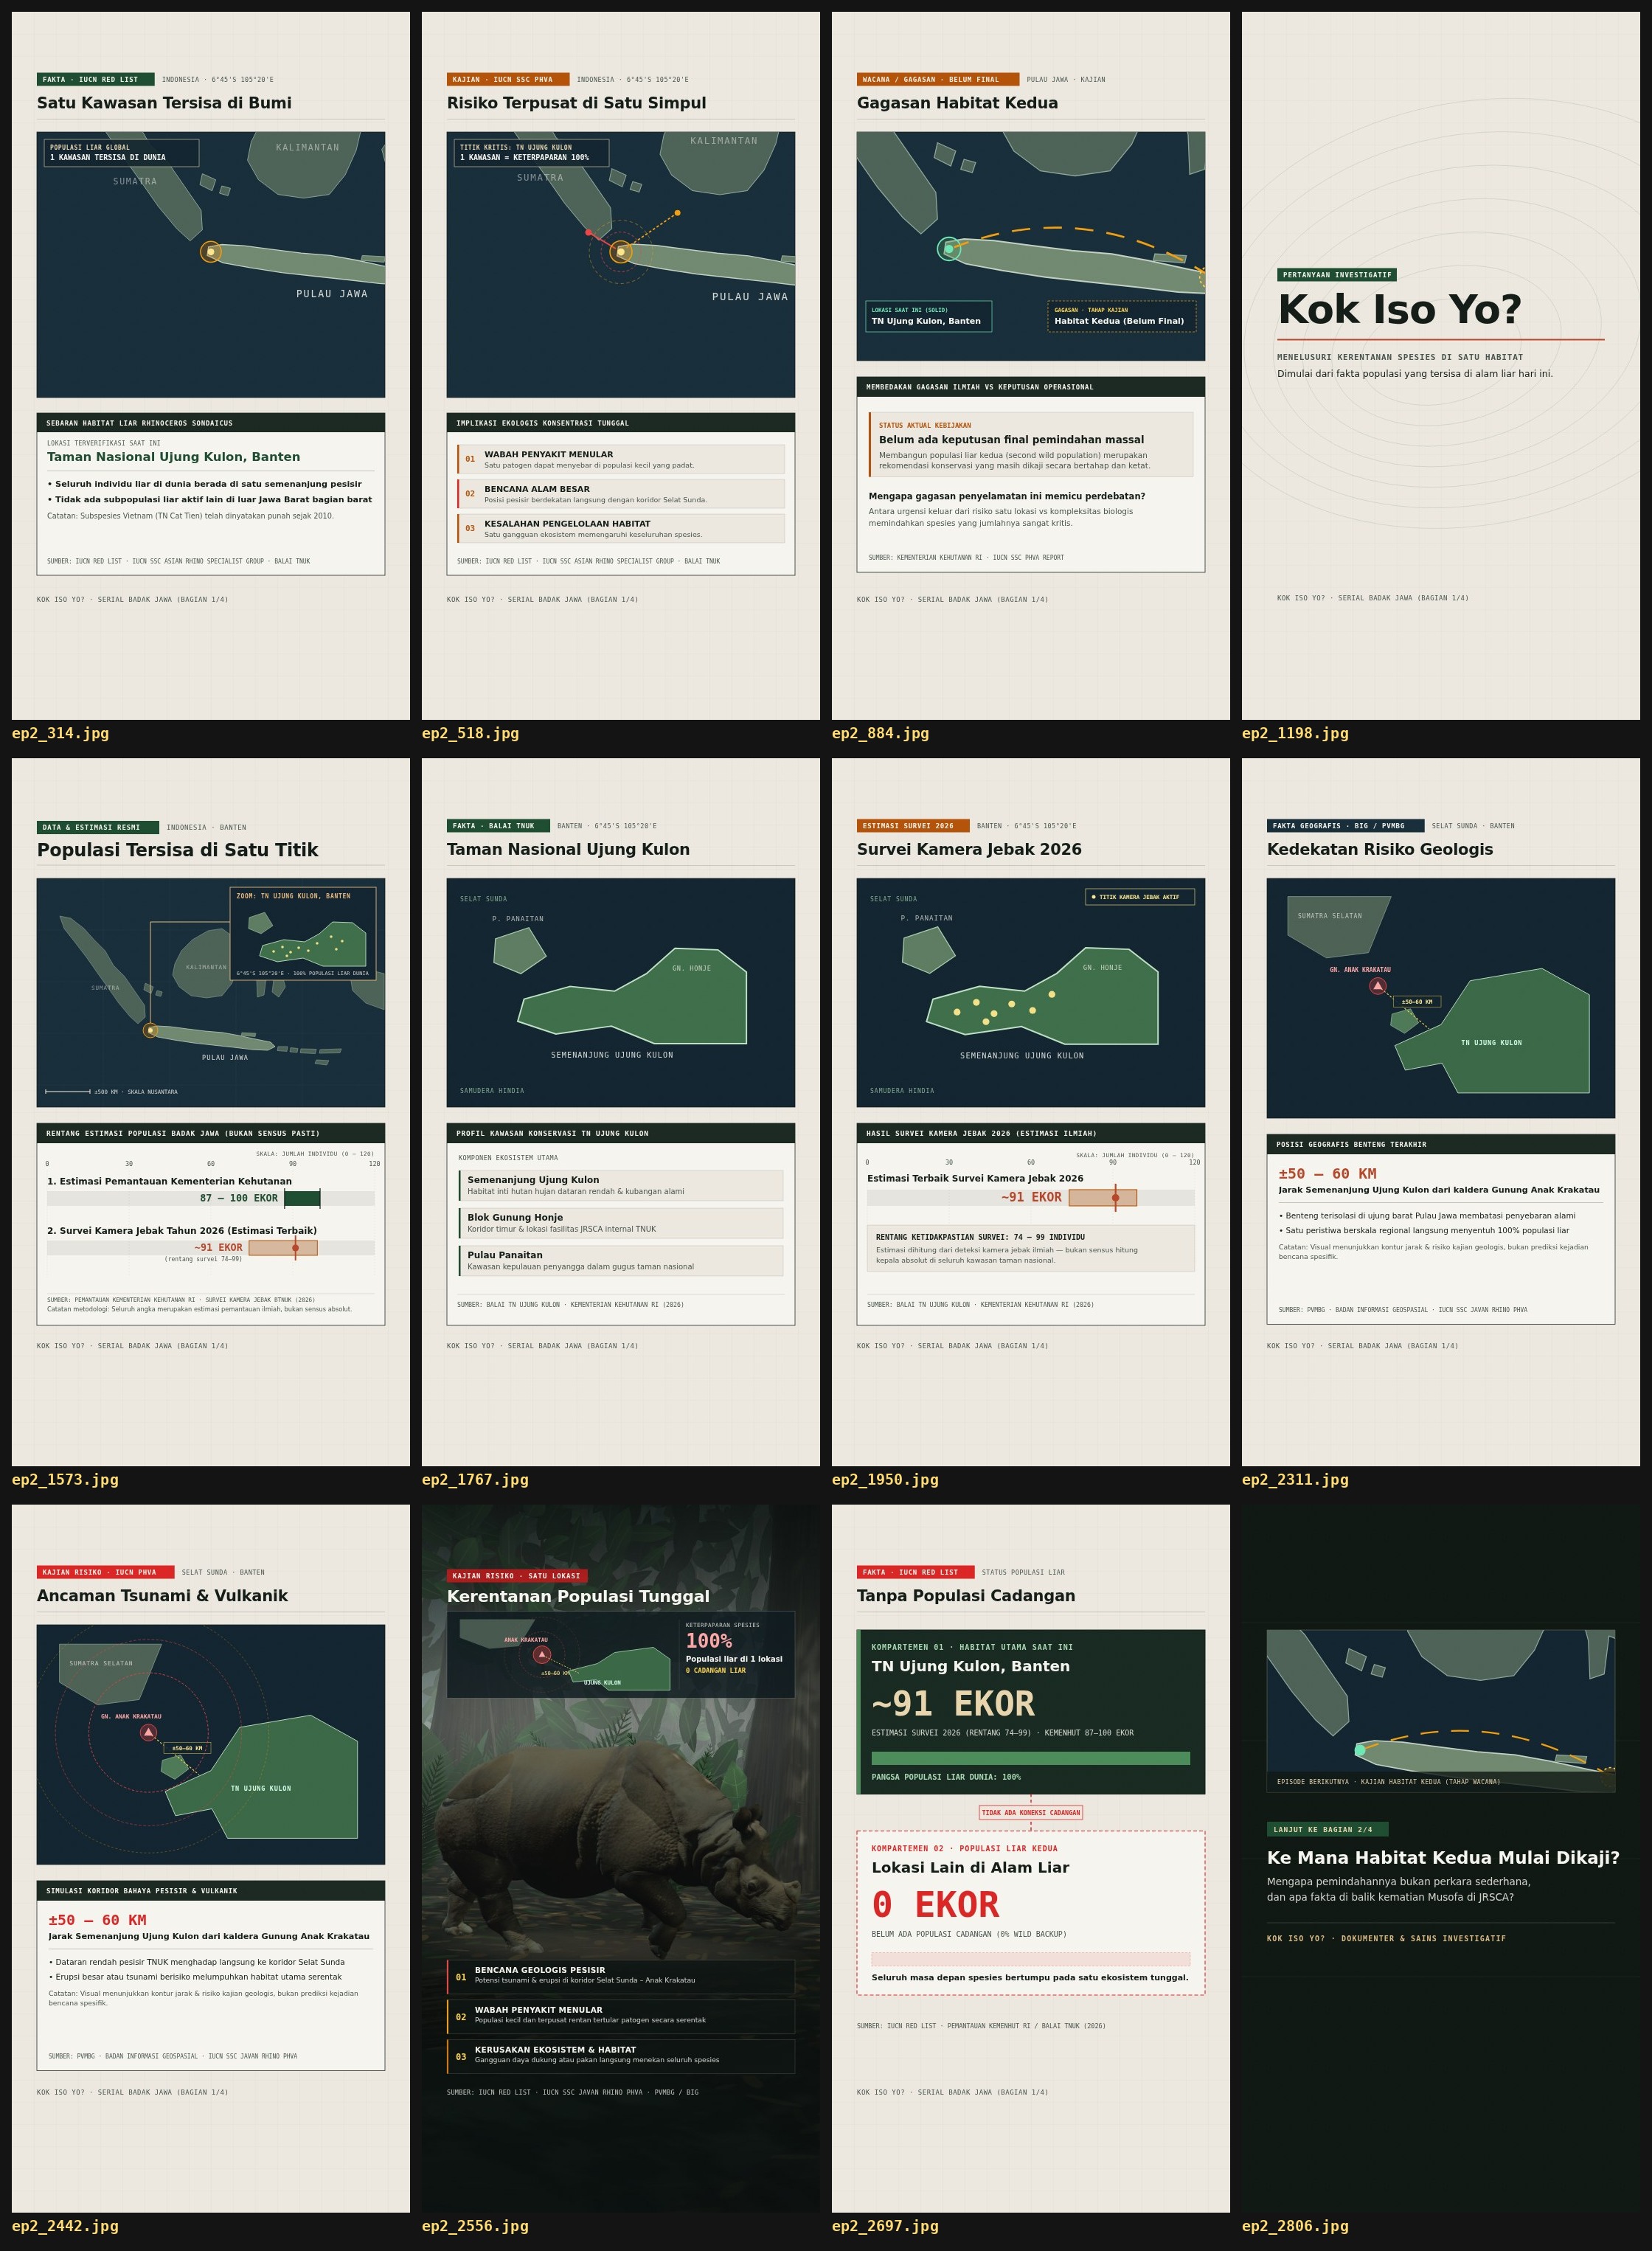 FAKTA · IUCN RED LIST
INDONESIA · 6°45'S 105°20'E
Satu Kawasan Tersisa di Bumi
POPULASI LIAR GLOBAL
1 KAWASAN TERSISA DI DUNIA
KALIMANTAN
SUMATRA
PULAU JAWA
SEBARAN HABITAT LIAR RHINOCEROS SONDAICUS
LOKASI TERVERIFIKASI SAAT INI
Taman Nasional Ujung Kulon, Banten
• Seluruh individu liar di dunia berada di satu semenanjung pesisir
• Tidak ada subpopulasi liar aktif lain di luar Jawa Barat bagian barat
Catatan: Subspesies Vietnam (TN Cat Tien) telah dinyatakan punah sejak 2010.
SUMBER: IUCN RED LIST · IUCN SSC ASIAN RHINO SPECIALIST GROUP · BALAI TNUK
KOK ISO YO? · SERIAL BADAK JAWA (BAGIAN 1/4)
ep2_314.jpg
KAJIAN · IUCN SSC PHVA
INDONESIA · 6°45'S 105°20'E
Risiko Terpusat di Satu Simpul
TITIK KRITIS: TN UJUNG KULON
1 KAWASAN = KETERPAPARAN 100%
KALIMANTAN
SUMATRA
PULAU JAWA
IMPLIKASI EKOLOGIS KONSENTRASI TUNGGAL
01
WABAH PENYAKIT MENULAR
Satu patogen dapat menyebar di populasi kecil yang padat.
02
BENCANA ALAM BESAR
Posisi pesisir berdekatan langsung dengan koridor Selat Sunda.
03
KESALAHAN PENGELOLAAN HABITAT
Satu gangguan ekosistem memengaruhi keseluruhan spesies.
SUMBER: IUCN RED LIST · IUCN SSC ASIAN RHINO SPECIALIST GROUP · BALAI TNUK
KOK ISO YO? · SERIAL BADAK JAWA (BAGIAN 1/4)
ep2_518.jpg
WACANA / GAGASAN · BELUM FINAL
PULAU JAWA · KAJIAN
Gagasan Habitat Kedua
LOKASI SAAT INI (SOLID)
TN Ujung Kulon, Banten
GAGASAN · TAHAP KAJIAN
Habitat Kedua (Belum Final)
MEMBEDAKAN GAGASAN ILMIAH VS KEPUTUSAN OPERASIONAL
STATUS AKTUAL KEBIJAKAN
Belum ada keputusan final pemindahan massal
Membangun populasi liar kedua (second wild population) merupakan
rekomendasi konservasi yang masih dikaji secara bertahap dan ketat.
Mengapa gagasan penyelamatan ini memicu perdebatan?
Antara urgensi keluar dari risiko satu lokasi vs kompleksitas biologis
memindahkan spesies yang jumlahnya sangat kritis.
SUMBER: KEMENTERIAN KEHUTANAN RI · IUCN SSC PHVA REPORT
KOK ISO YO? · SERIAL BADAK JAWA (BAGIAN 1/4)
ep2_884.jpg
PERTANYAAN INVESTIGATIF
Kok Iso Yo?
MENELUSURI KERENTANAN SPESIES DI SATU HABITAT
Dimulai dari fakta populasi yang tersisa di alam liar hari ini.
KOK ISO YO? · SERIAL BADAK JAWA (BAGIAN 1/4)
ep2_1198.jpg
DATA & ESTIMASI RESMI
INDONESIA · BANTEN
Populasi Tersisa di Satu Titik
ZOOM: TN UJUNG KULON, BANTEN
6°45'S 105°20'E · 100% POPULASI LIAR DUNIA
KALIMANTAN
SUMATRA
PULAU JAWA
±500 KM · SKALA NUSANTARA
RENTANG ESTIMASI POPULASI BADAK JAWA (BUKAN SENSUS PASTI)
SKALA: JUMLAH INDIVIDU (0 — 120)
0 30 60 90 120
1. Estimasi Pemantauan Kementerian Kehutanan
87 — 100 EKOR
2. Survei Kamera Jebak Tahun 2026 (Estimasi Terbaik)
~91 EKOR
(rentang survei 74–99)
SUMBER: PEMANTAUAN KEMENTERIAN KEHUTANAN RI · SURVEI KAMERA JEBAK BTNUK (2026)
Catatan metodologi: Seluruh angka merupakan estimasi pemantauan ilmiah, bukan sensus absolut.
KOK ISO YO? · SERIAL BADAK JAWA (BAGIAN 1/4)
ep2_1573.jpg
FAKTA · BALAI TNUK
BANTEN · 6°45'S 105°20'E
Taman Nasional Ujung Kulon
SELAT SUNDA
P. PANAITAN
GN. HONJE
SEMENANJUNG UJUNG KULON
SAMUDERA HINDIA
PROFIL KAWASAN KONSERVASI TN UJUNG KULON
KOMPONEN EKOSISTEM UTAMA
Semenanjung Ujung Kulon
Habitat inti hutan hujan dataran rendah & kubangan alami
Blok Gunung Honje
Koridor timur & lokasi fasilitas JRSCA internal TNUK
Pulau Panaitan
Kawasan kepulauan penyangga dalam gugus taman nasional
SUMBER: BALAI TN UJUNG KULON · KEMENTERIAN KEHUTANAN RI (2026)
KOK ISO YO? · SERIAL BADAK JAWA (BAGIAN 1/4)
ep2_1767.jpg
ESTIMASI SURVEI 2026
BANTEN · 6°45'S 105°20'E
Survei Kamera Jebak 2026
SELAT SUNDA
● TITIK KAMERA JEBAK AKTIF
P. PANAITAN
GN. HONJE
SEMENANJUNG UJUNG KULON
SAMUDERA HINDIA
HASIL SURVEI KAMERA JEBAK 2026 (ESTIMASI ILMIAH)
SKALA: JUMLAH INDIVIDU (0 — 120)
0 30 60 90 120
Estimasi Terbaik Survei Kamera Jebak 2026
~91 EKOR
RENTANG KETIDAKPASTIAN SURVEI: 74 — 99 INDIVIDU
Estimasi dihitung dari deteksi kamera jebak ilmiah — bukan sensus hitung
kepala absolut di seluruh kawasan taman nasional.
SUMBER: BALAI TN UJUNG KULON · KEMENTERIAN KEHUTANAN RI (2026)
KOK ISO YO? · SERIAL BADAK JAWA (BAGIAN 1/4)
ep2_1950.jpg
FAKTA GEOGRAFIS · BIG / PVMBG
SELAT SUNDA · BANTEN
Kedekatan Risiko Geologis
SUMATRA SELATAN
GN. ANAK KRAKATAU
±50–60 KM
TN UJUNG KULON
POSISI GEOGRAFIS BENTENG TERAKHIR
±50 — 60 KM
Jarak Semenanjung Ujung Kulon dari kaldera Gunung Anak Krakatau
• Benteng terisolasi di ujung barat Pulau Jawa membatasi penyebaran alami
• Satu peristiwa berskala regional langsung menyentuh 100% populasi liar
Catatan: Visual menunjukkan kontur jarak & risiko kajian geologis, bukan prediksi kejadian
bencana spesifik.
SUMBER: PVMBG · BADAN INFORMASI GEOSPASIAL · IUCN SSC JAVAN RHINO PHVA
KOK ISO YO? · SERIAL BADAK JAWA (BAGIAN 1/4)
ep2_2311.jpg
KAJIAN RISIKO · IUCN PHVA
SELAT SUNDA · BANTEN
Ancaman Tsunami & Vulkanik
SUMATRA SELATAN
GN. ANAK KRAKATAU
±50–60 KM
TN UJUNG KULON
SIMULASI KORIDOR BAHAYA PESISIR & VULKANIK
±50 — 60 KM
Jarak Semenanjung Ujung Kulon dari kaldera Gunung Anak Krakatau
• Dataran rendah pesisir TNUK menghadap langsung ke koridor Selat Sunda
• Erupsi besar atau tsunami berisiko melumpuhkan habitat utama serentak
Catatan: Visual menunjukkan kontur jarak & risiko kajian geologis, bukan prediksi kejadian
bencana spesifik.
SUMBER: PVMBG · BADAN INFORMASI GEOSPASIAL · IUCN SSC JAVAN RHINO PHVA
KOK ISO YO? · SERIAL BADAK JAWA (BAGIAN 1/4)
ep2_2442.jpg
KAJIAN RISIKO · SATU LOKASI
Kerentanan Populasi Tunggal
ANAK KRAKATAU
±50–60 KM
UJUNG KULON
KETERPAPARAN SPESIES
100%
Populasi liar di 1 lokasi
0 CADANGAN LIAR
01
BENCANA GEOLOGIS PESISIR
Potensi tsunami & erupsi di koridor Selat Sunda – Anak Krakatau
02
WABAH PENYAKIT MENULAR
Populasi kecil dan terpusat rentan tertular patogen secara serentak
03
KERUSAKAN EKOSISTEM & HABITAT
Gangguan daya dukung atau pakan langsung menekan seluruh spesies
SUMBER: IUCN RED LIST · IUCN SSC JAVAN RHINO PHVA · PVMBG / BIG
ep2_2556.jpg
FAKTA · IUCN RED LIST
STATUS POPULASI LIAR
Tanpa Populasi Cadangan
KOMPARTEMEN 01 · HABITAT UTAMA SAAT INI
TN Ujung Kulon, Banten
~91 EKOR
ESTIMASI SURVEI 2026 (RENTANG 74–99) · KEMENHUT 87–100 EKOR
PANGSA POPULASI LIAR DUNIA: 100%
TIDAK ADA KONEKSI CADANGAN
KOMPARTEMEN 02 · POPULASI LIAR KEDUA
Lokasi Lain di Alam Liar
0 EKOR
BELUM ADA POPULASI CADANGAN (0% WILD BACKUP)
Seluruh masa depan spesies bertumpu pada satu ekosistem tunggal.
SUMBER: IUCN RED LIST · PEMANTAUAN KEMENHUT RI / BALAI TNUK (2026)
KOK ISO YO? · SERIAL BADAK JAWA (BAGIAN 1/4)
ep2_2697.jpg
EPISODE BERIKUTNYA · KAJIAN HABITAT KEDUA (TAHAP WACANA)
LANJUT KE BAGIAN 2/4
Ke Mana Habitat Kedua Mulai Dikaji?
Mengapa pemindahannya bukan perkara sederhana,
dan apa fakta di balik kematian Musofa di JRSCA?
KOK ISO YO? · DOKUMENTER & SAINS INVESTIGATIF
ep2_2806.jpg